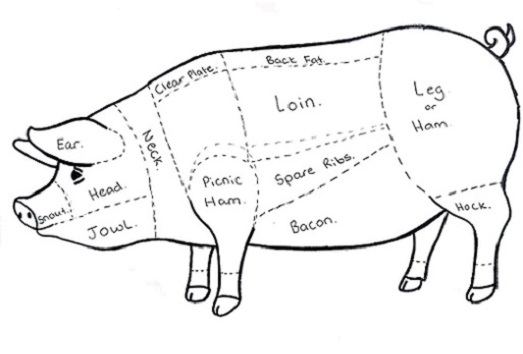 Clear Plate.
Back Fat.
Ear.
Neck.
Loin.
Leg
or
Ham.
Head.
Picnic
Ham.
Spare Ribs.
Snout.
Jowl.
Bacon.
Hock.